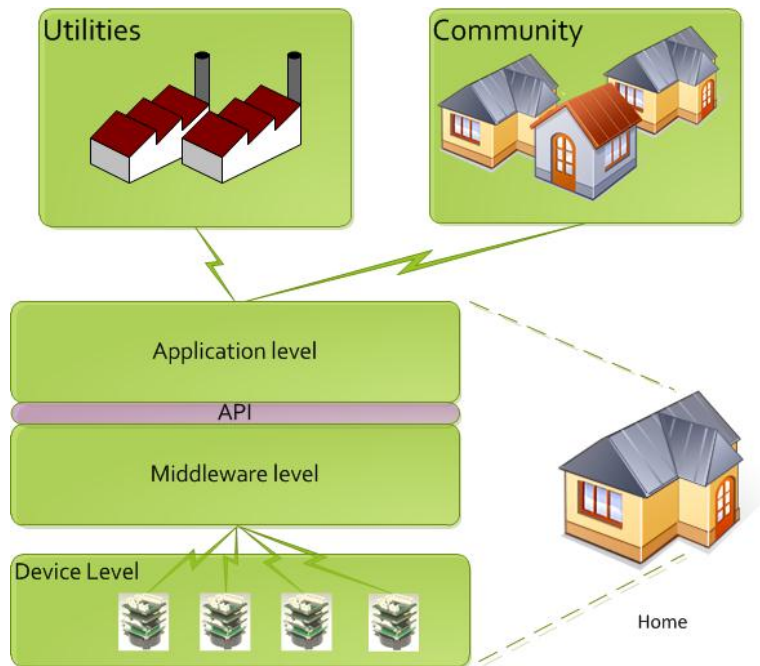 Utilities
Community
Application level
API
Middleware level
Device Level
Home